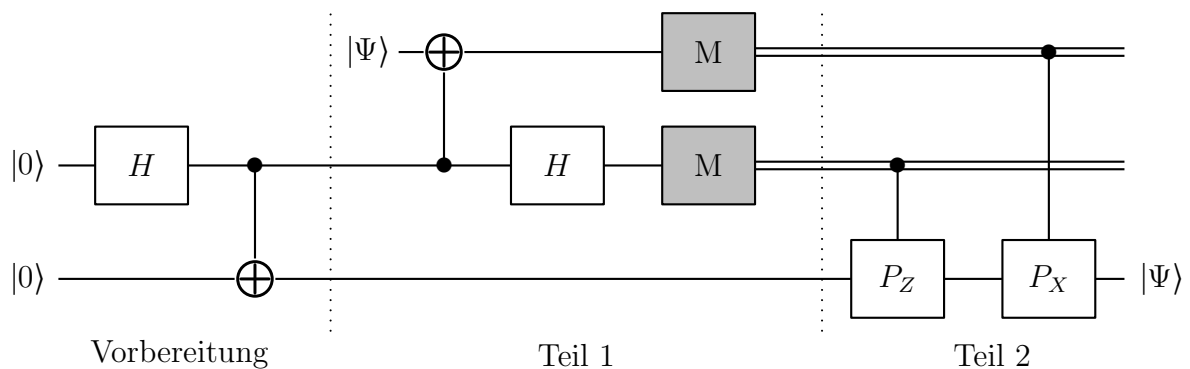 |Ψ⟩ M
|0⟩ H H M
|0⟩ P_Z P_X |Ψ⟩
Vorbereitung Teil 1 Teil 2